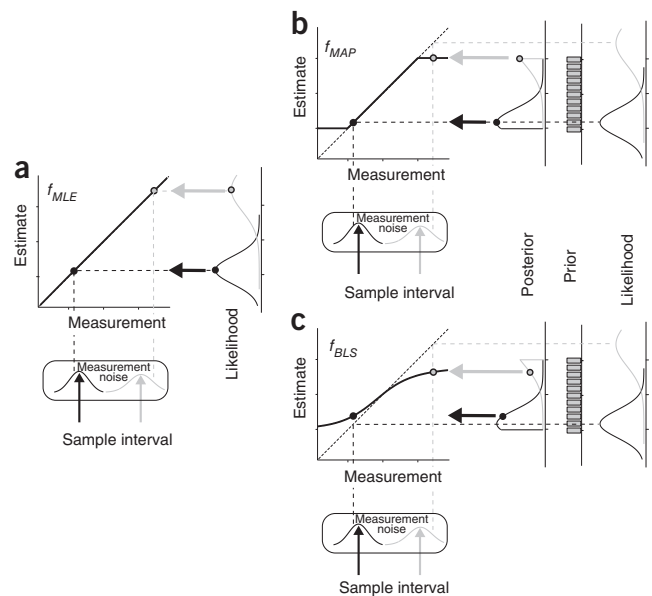 a
f_MLE
Estimate
Measurement
Likelihood
Measurement
noise
Sample interval
b
f_MAP
Estimate
Measurement
Measurement
noise
Sample interval
Posterior
Prior
Likelihood
c
f_BLS
Estimate
Measurement
Measurement
noise
Sample interval